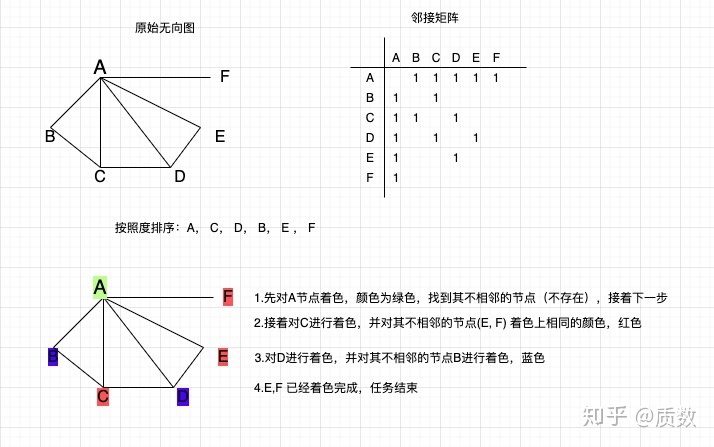 原始无向图
邻接矩阵
A
F
B
E
C
D
A B C D E F
A 1 1 1 1 1
B 1 1
C 1 1 1
D 1 1 1
E 1 1
F 1
按照度排序：A， C， D， B， E ， F
A
F
B
E
C
D
1.先对A节点着色，颜色为绿色，找到其不相邻的节点（不存在），接着下一步
2.接着对C进行着色，并对其不相邻的节点(E, F) 着色上相同的颜色，红色
3.对D进行着色，并对其不相邻的节点B进行着色，蓝色
4.E,F 已经着色完成，任务结束
知乎 @质数